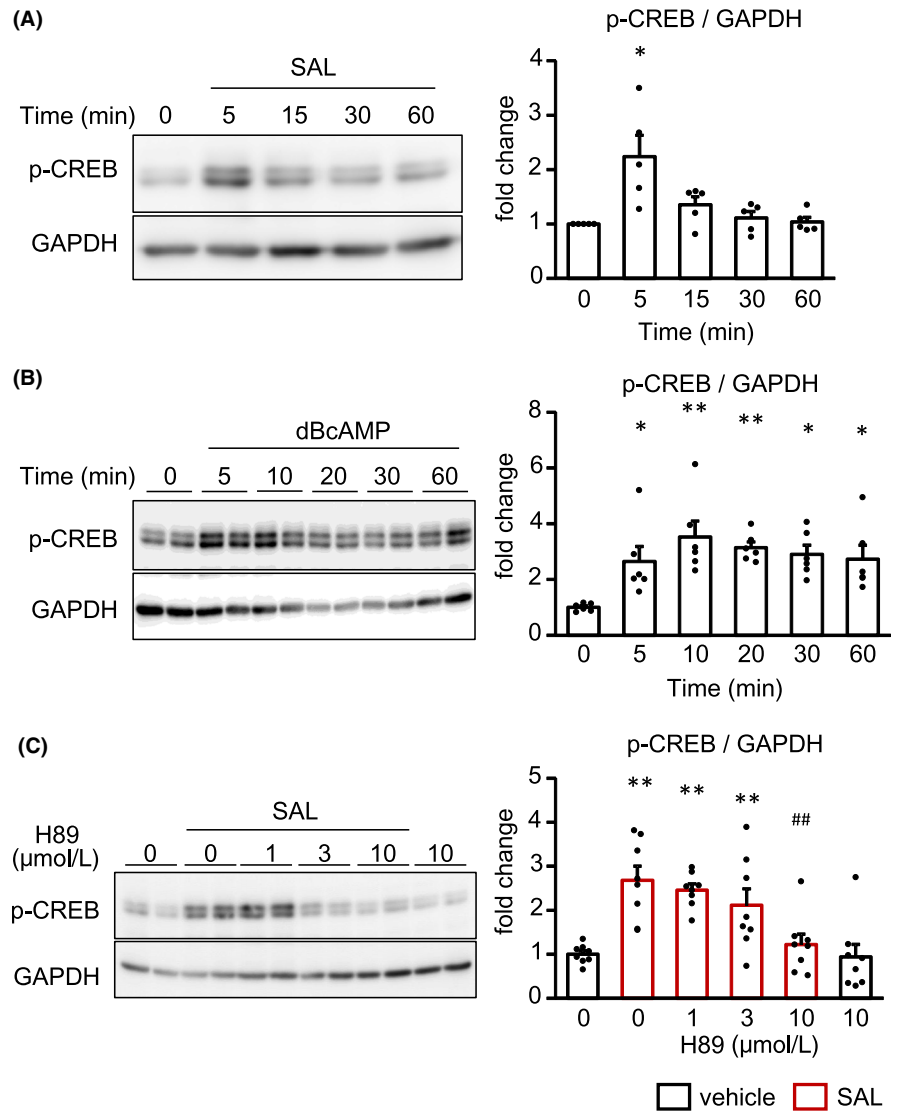 (A)
SAL
Time (min) 0 5 15 30 60
p-CREB
GAPDH
p-CREB / GAPDH
fold change
4
3
2
1
0
*
0 5 15 30 60
Time (min)
(B)
dBcAMP
Time (min) 0 5 10 20 30 60
p-CREB
GAPDH
p-CREB / GAPDH
fold change
8
6
4
2
0
* ** ** * *
0 5 10 20 30 60
Time (min)
(C)
SAL
H89
(μmol/L) 0 0 1 3 10 10
p-CREB
GAPDH
p-CREB / GAPDH
fold change
5
4
3
2
1
0
** ** ** ##
0 0 1 3 10 10
H89 (μmol/L)
vehicle SAL